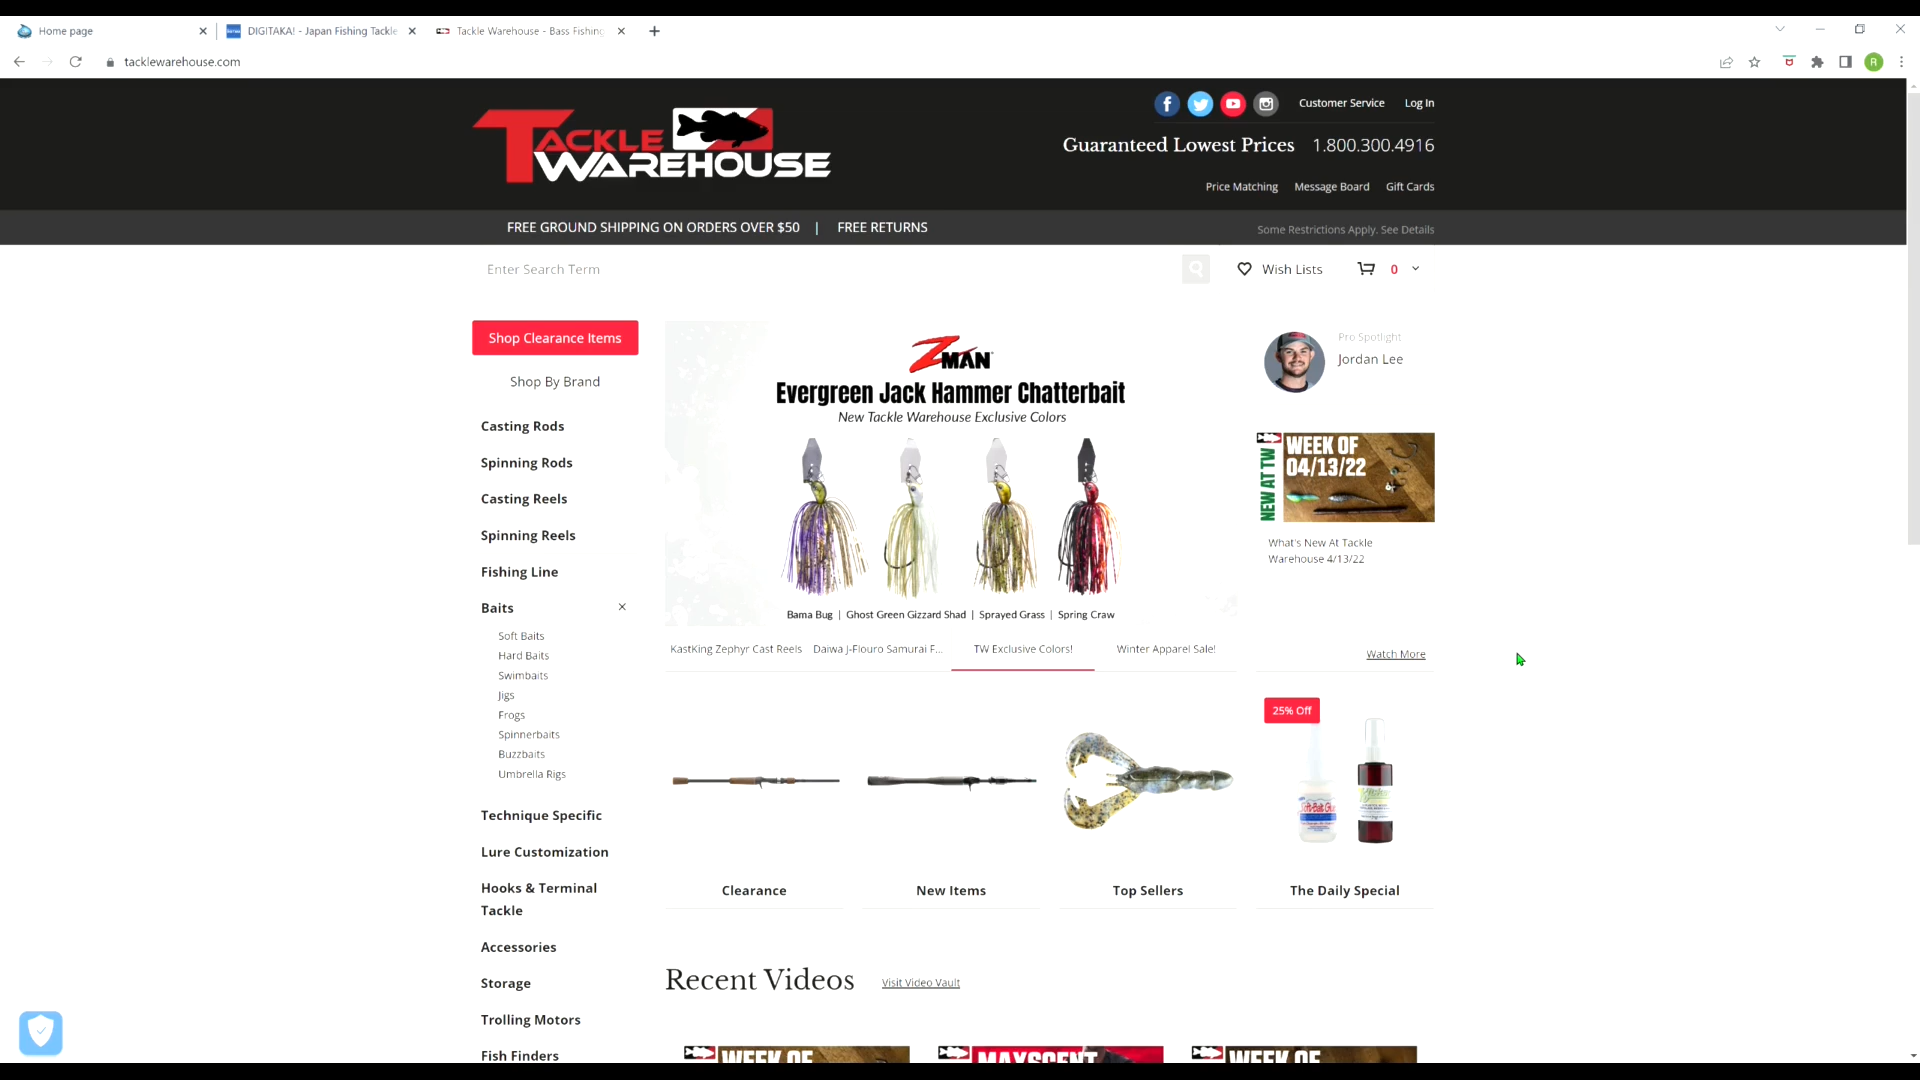 Home page
DIGITAKA! - Japan Fishing Tackle
Tackle Warehouse - Bass Fishing
tacklewarehouse.com
R
TACKLE
WAREHOUSE
Customer Service
Log In
Guaranteed Lowest Prices
1.800.300.4916
Price Matching
Message Board
Gift Cards
FREE GROUND SHIPPING ON ORDERS OVER $50 | FREE RETURNS
Some Restrictions Apply. See Details
Enter Search Term
Wish Lists
0
Shop Clearance Items
Shop By Brand
Casting Rods
Spinning Rods
Casting Reels
Spinning Reels
Fishing Line
Baits
Soft Baits
Hard Baits
Swimbaits
Jigs
Frogs
Spinnerbaits
Buzzbaits
Umbrella Rigs
Technique Specific
Lure Customization
Hooks & Terminal
Tackle
Accessories
Storage
Trolling Motors
Fish Finders
ZMAN
Evergreen Jack Hammer Chatterbait
New Tackle Warehouse Exclusive Colors
Bama Bug | Ghost Green Gizzard Shad | Sprayed Grass | Spring Craw
KastKing Zephyr Cast Reels
Daiwa J-Flouro Samurai F...
TW Exclusive Colors!
Winter Apparel Sale!
Pro Spotlight
Jordan Lee
NEW AT TW
WEEK OF
04/13/22
What's New At Tackle
Warehouse 4/13/22
Watch More
25% Off
Clearance
New Items
Top Sellers
The Daily Special
Recent Videos
Visit Video Vault
WEEK OF
MAXSCENT
WEEK OF